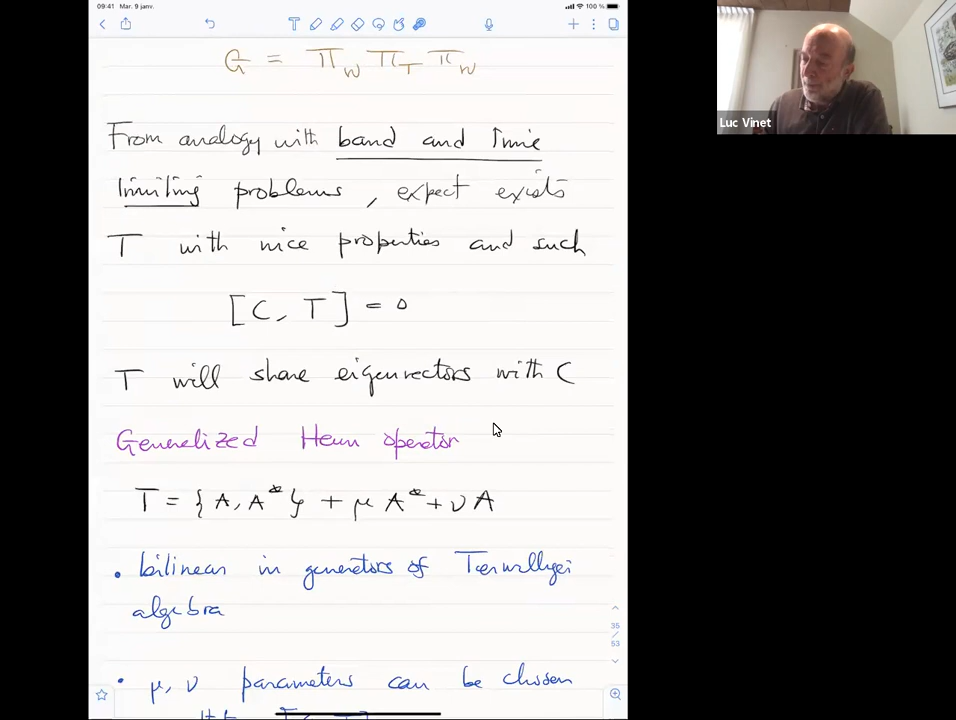 09:41 Mar. 9 janv.
100 %
G = π_W π_T π_W
From analogy with band and time
limiting problems, expect exists
T with nice properties and such
[C, T] = 0
T will share eigenvectors with C
Generalized Heun operator
T = {A, A*} + μ A* + ν A
• bilinear in generators of Terwilliger
algebra
• μ, ν parameters can be chosen
35
/
53
Luc Vinet